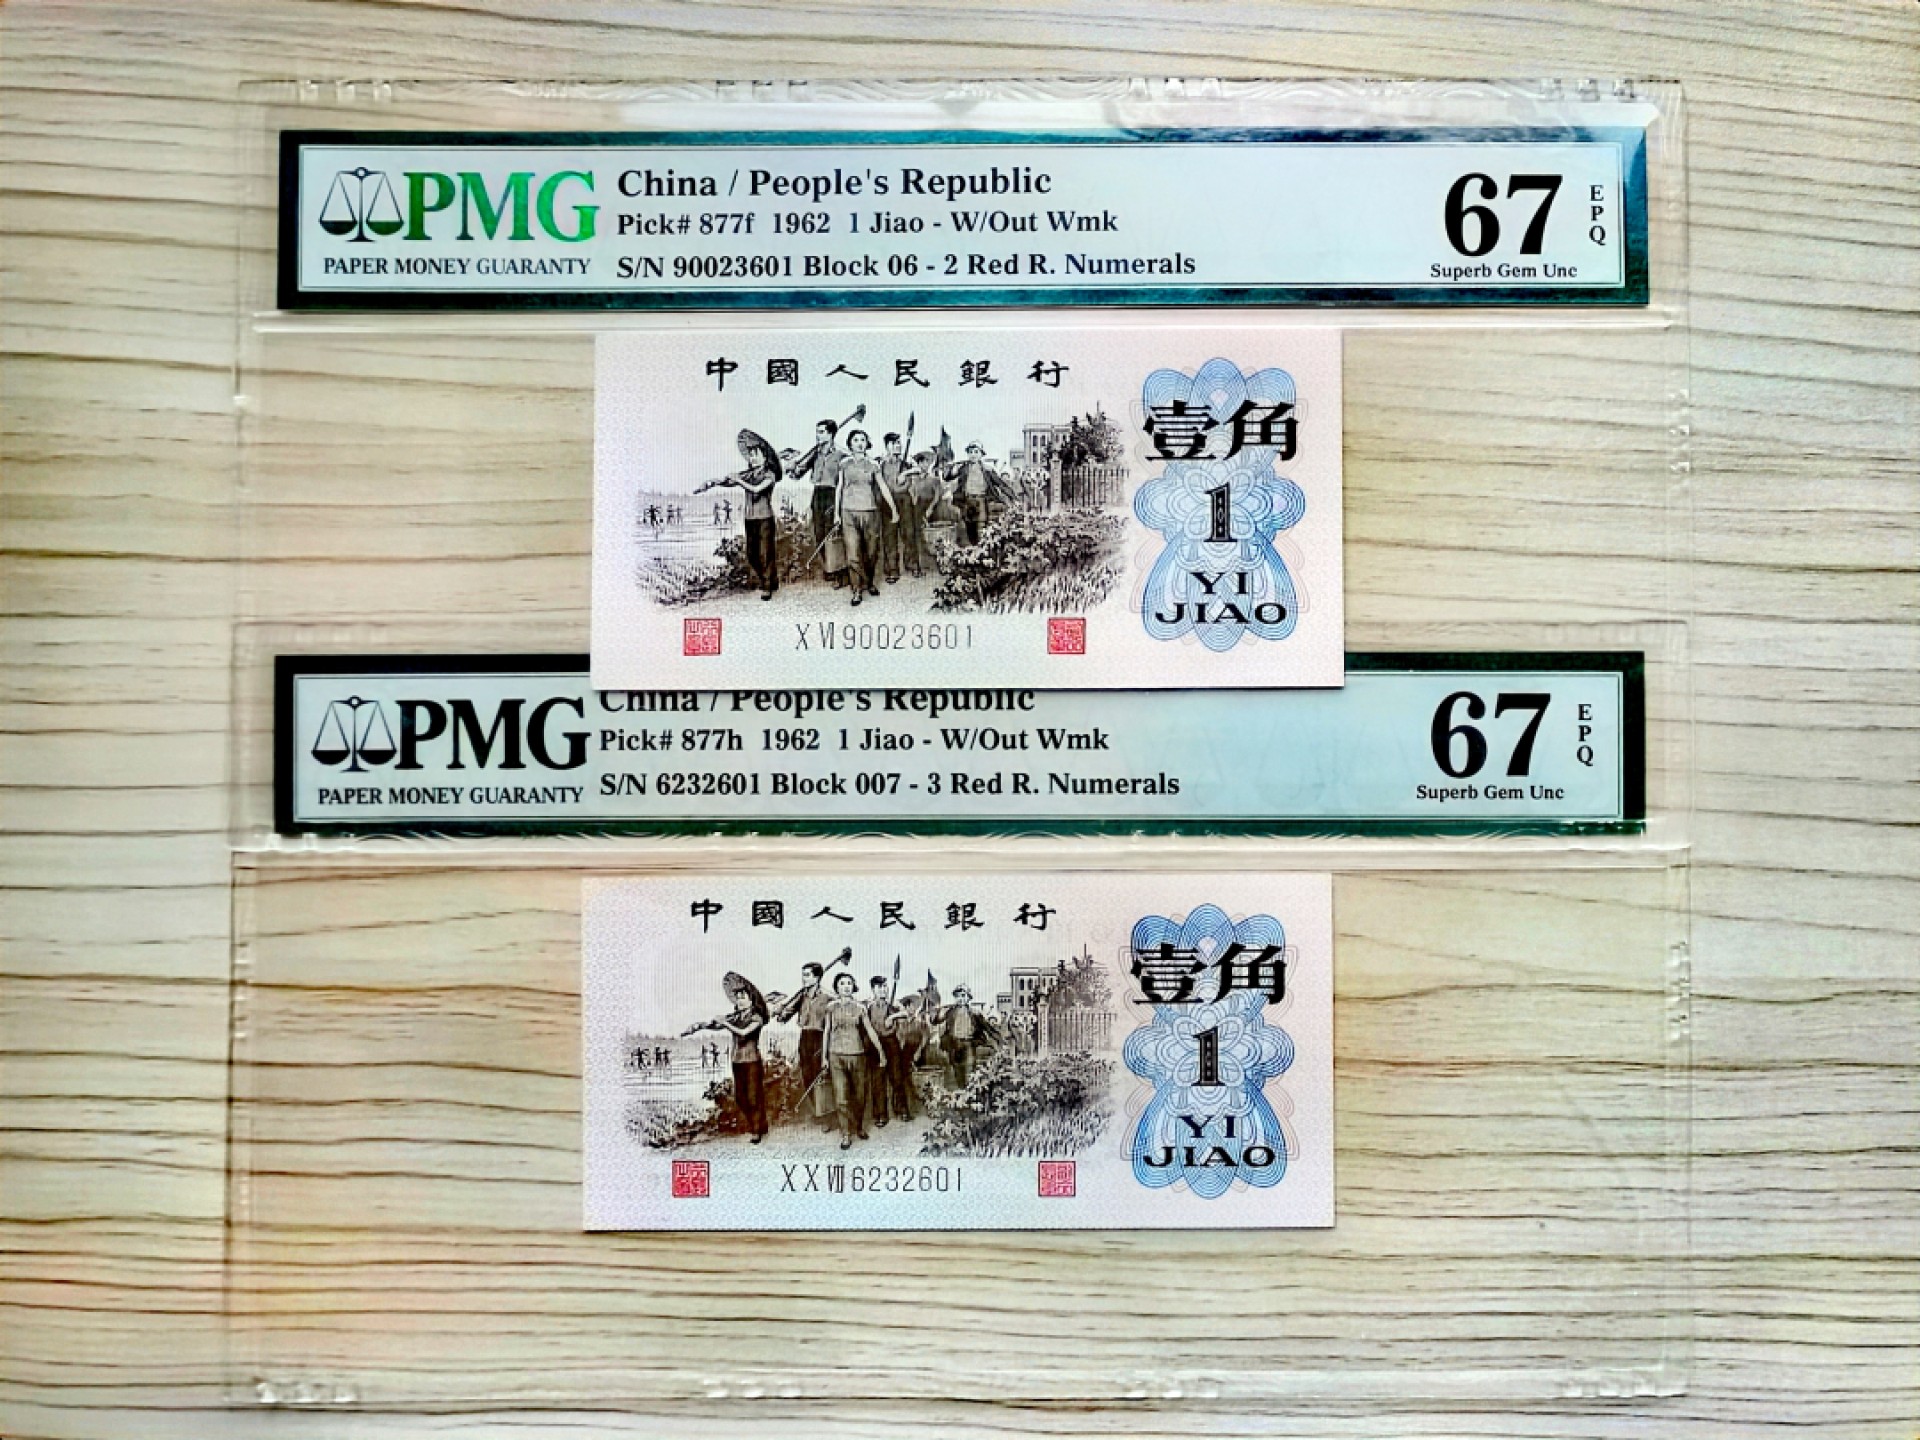 PMG
PAPER MONEY GUARANTY
China / People's Republic
Pick# 877f 1962 1 Jiao - W/Out Wmk
S/N 90023601 Block 06 - 2 Red R. Numerals
67
EPQ
Superb Gem Unc
中國人民銀行
壹角
1
YI
JIAO
X Ⅵ 90023601
PMG
PAPER MONEY GUARANTY
China / People's Republic
Pick# 877h 1962 1 Jiao - W/Out Wmk
S/N 6232601 Block 007 - 3 Red R. Numerals
67
EPQ
Superb Gem Unc
中國人民銀行
壹角
1
YI
JIAO
X X Ⅷ 6232601